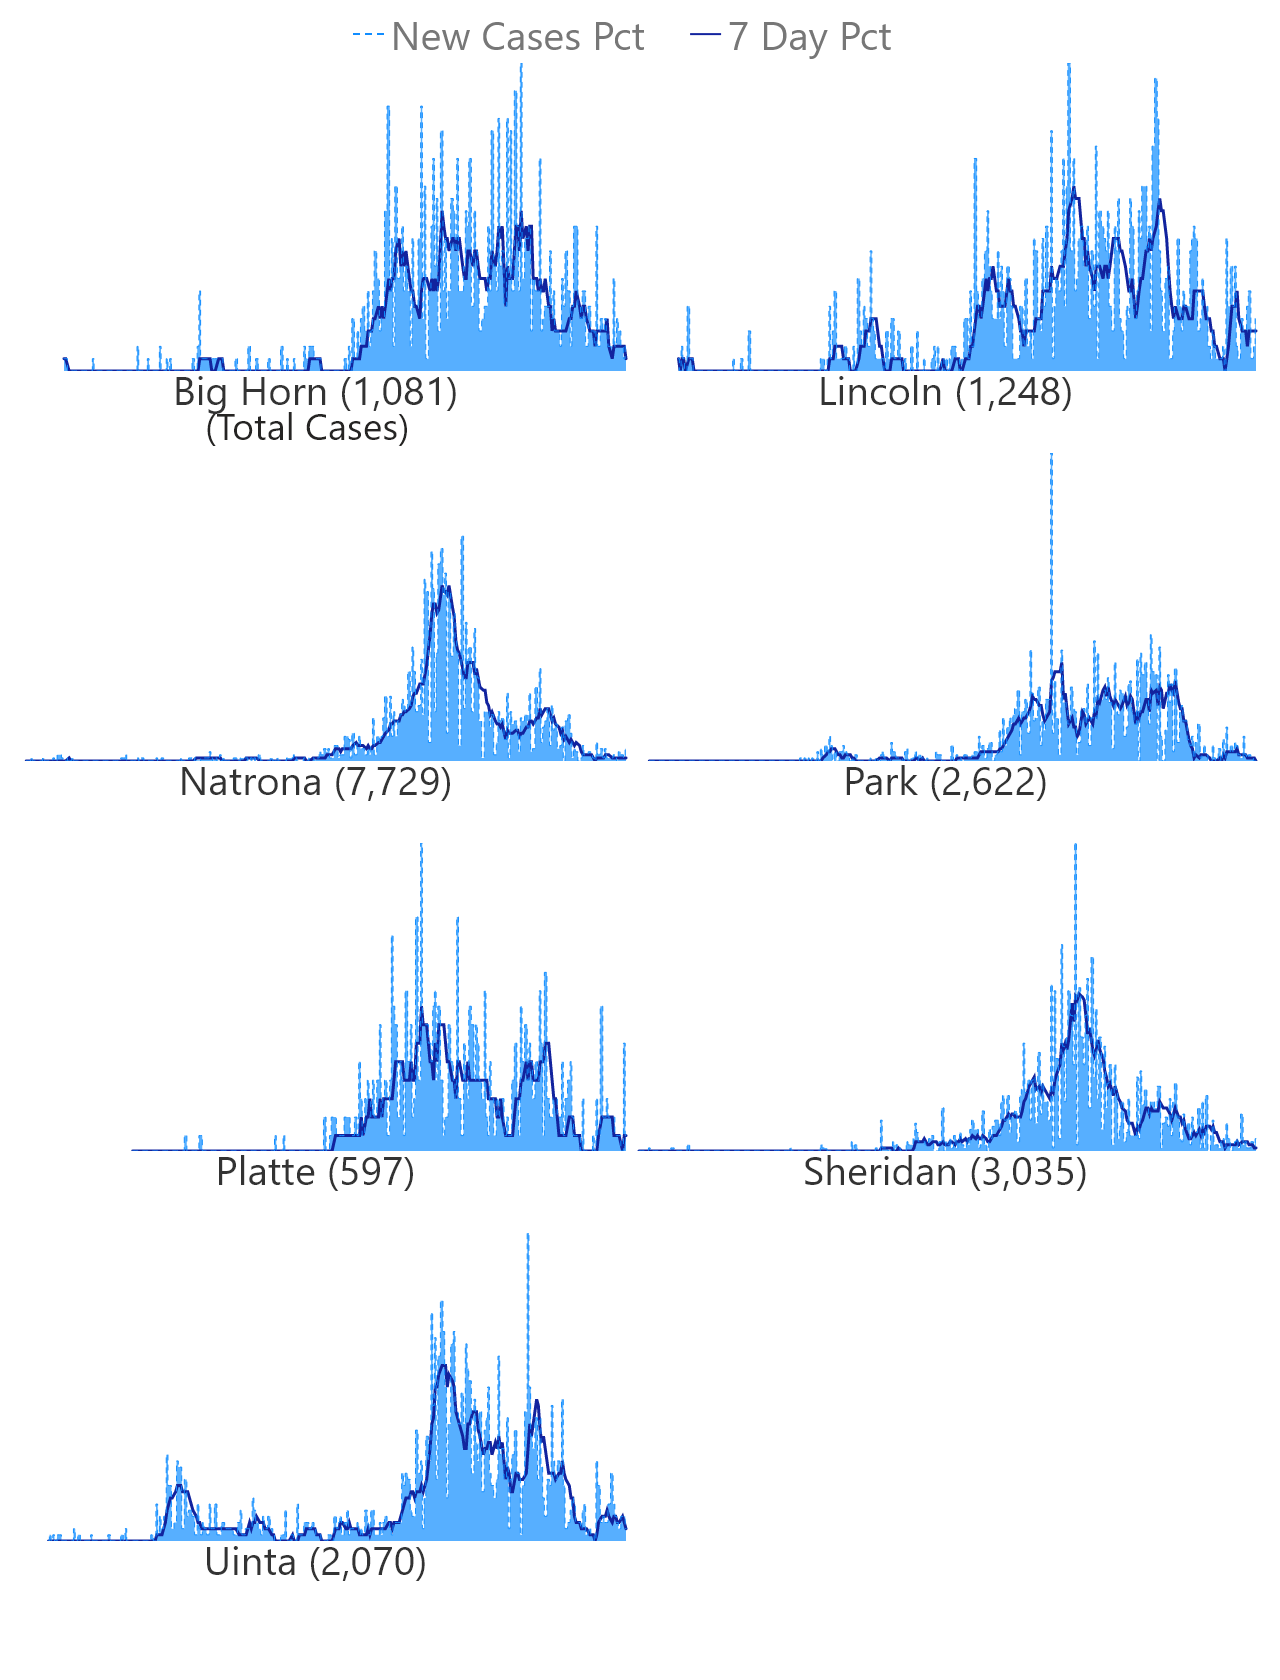 New Cases Pct 7 Day Pct
Big Horn (1,081) Lincoln (1,248)
(Total Cases)
Natrona (7,729) Park (2,622)
Platte (597) Sheridan (3,035)
Uinta (2,070)